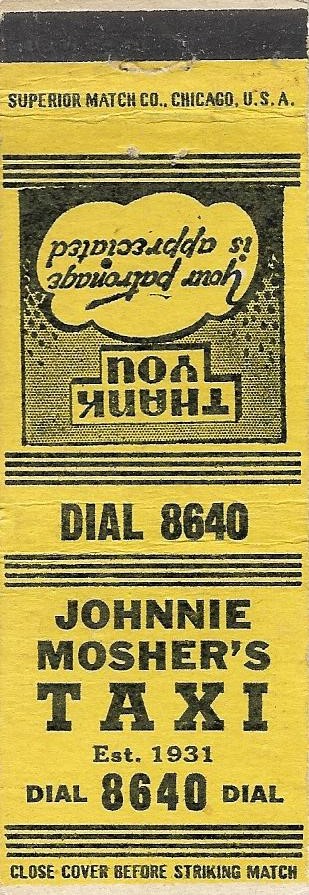 SUPERIOR MATCH CO., CHICAGO, U.S.A.
THANK
YOU
Your patronage
is appreciated
DIAL 8640
JOHNNIE
MOSHER'S
TAXI
Est. 1931
DIAL 8640 DIAL
CLOSE COVER BEFORE STRIKING MATCH